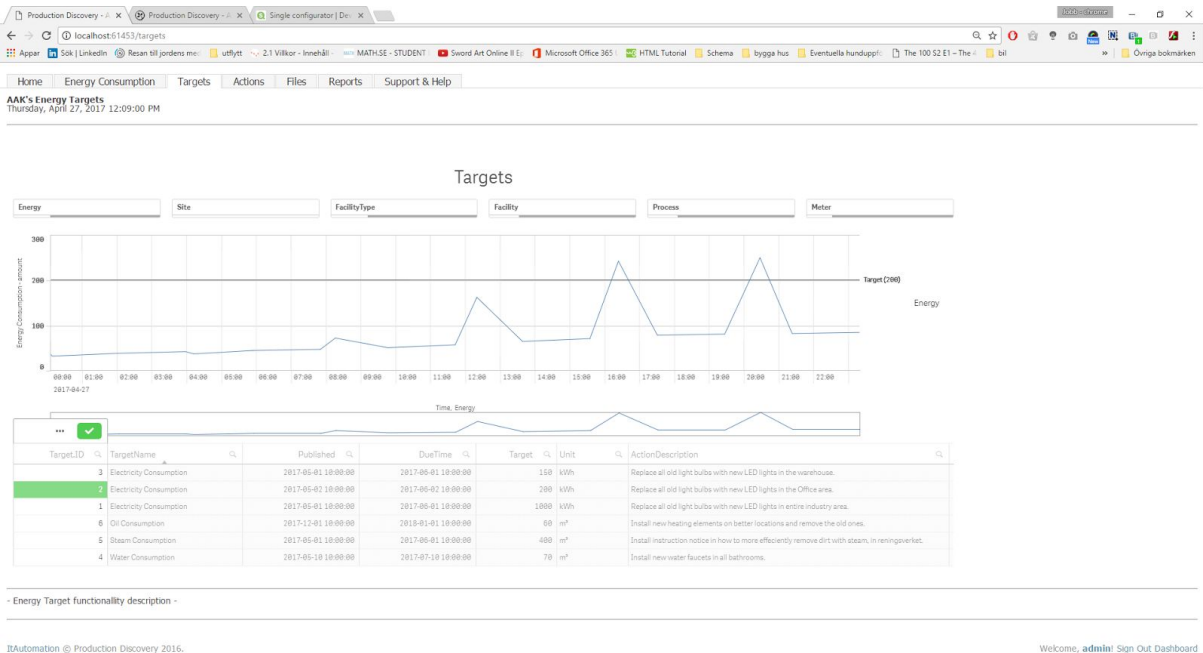 Production Discovery - A
Production Discovery - A
Single configurator | Dev
localhost:61453/targets
Appar
Sök | LinkedIn
Resan till jordens med
utflytt
2.1 Villkor - Innehåll
MATH.SE - STUDENT
Sword Art Online II Ep
Microsoft Office 365
HTML Tutorial
Schema
bygga hus
Eventuella hunduppfö
The 100 S2 E1 – The 4
bil
Övriga bokmärken
Home Energy Consumption Targets Actions Files Reports Support & Help
AAK's Energy Targets
Thursday, April 27, 2017 12:09:00 PM
Targets
Energy Site FacilityType Facility Process Meter
Energy Consumption - amount
300
200
100
0
Target (200)
Energy
00:00 01:00 02:00 03:00 04:00 05:00 06:00 07:00 08:00 09:00 10:00 11:00 12:00 13:00 14:00 15:00 16:00 17:00 18:00 19:00 20:00 21:00 22:00
2017-04-27
Time, Energy
Target.ID TargetName Published DueTime Target Unit ActionDescription
3 Electricity Consumption 2017-05-01 10:00:00 2017-06-01 10:00:00 150 kWh Replace all old light bulbs with new LED lights in the warehouse.
2 Electricity Consumption 2017-05-02 10:00:00 2017-06-02 10:00:00 200 kWh Replace all old light bulbs with new LED lights in the Office area.
1 Electricity Consumption 2017-05-01 10:00:00 2017-06-01 10:00:00 1000 kWh Replace all old light bulbs with new LED lights in entire industry area.
6 Oil Consumption 2017-12-01 10:00:00 2018-01-01 10:00:00 60 m³ Install new heating elements on better locations and remove the old ones.
5 Steam Consumption 2017-05-01 10:00:00 2017-06-01 10:00:00 400 m³ Install instruction notice in how to more effeciently remove dirt with steam, in reningsverket.
4 Water Consumption 2017-05-10 10:00:00 2017-07-10 10:00:00 70 m³ Install new water faucets in all bathrooms.
- Energy Target functionallity description -
ItAutomation © Production Discovery 2016.
Welcome, admin! Sign Out Dashboard